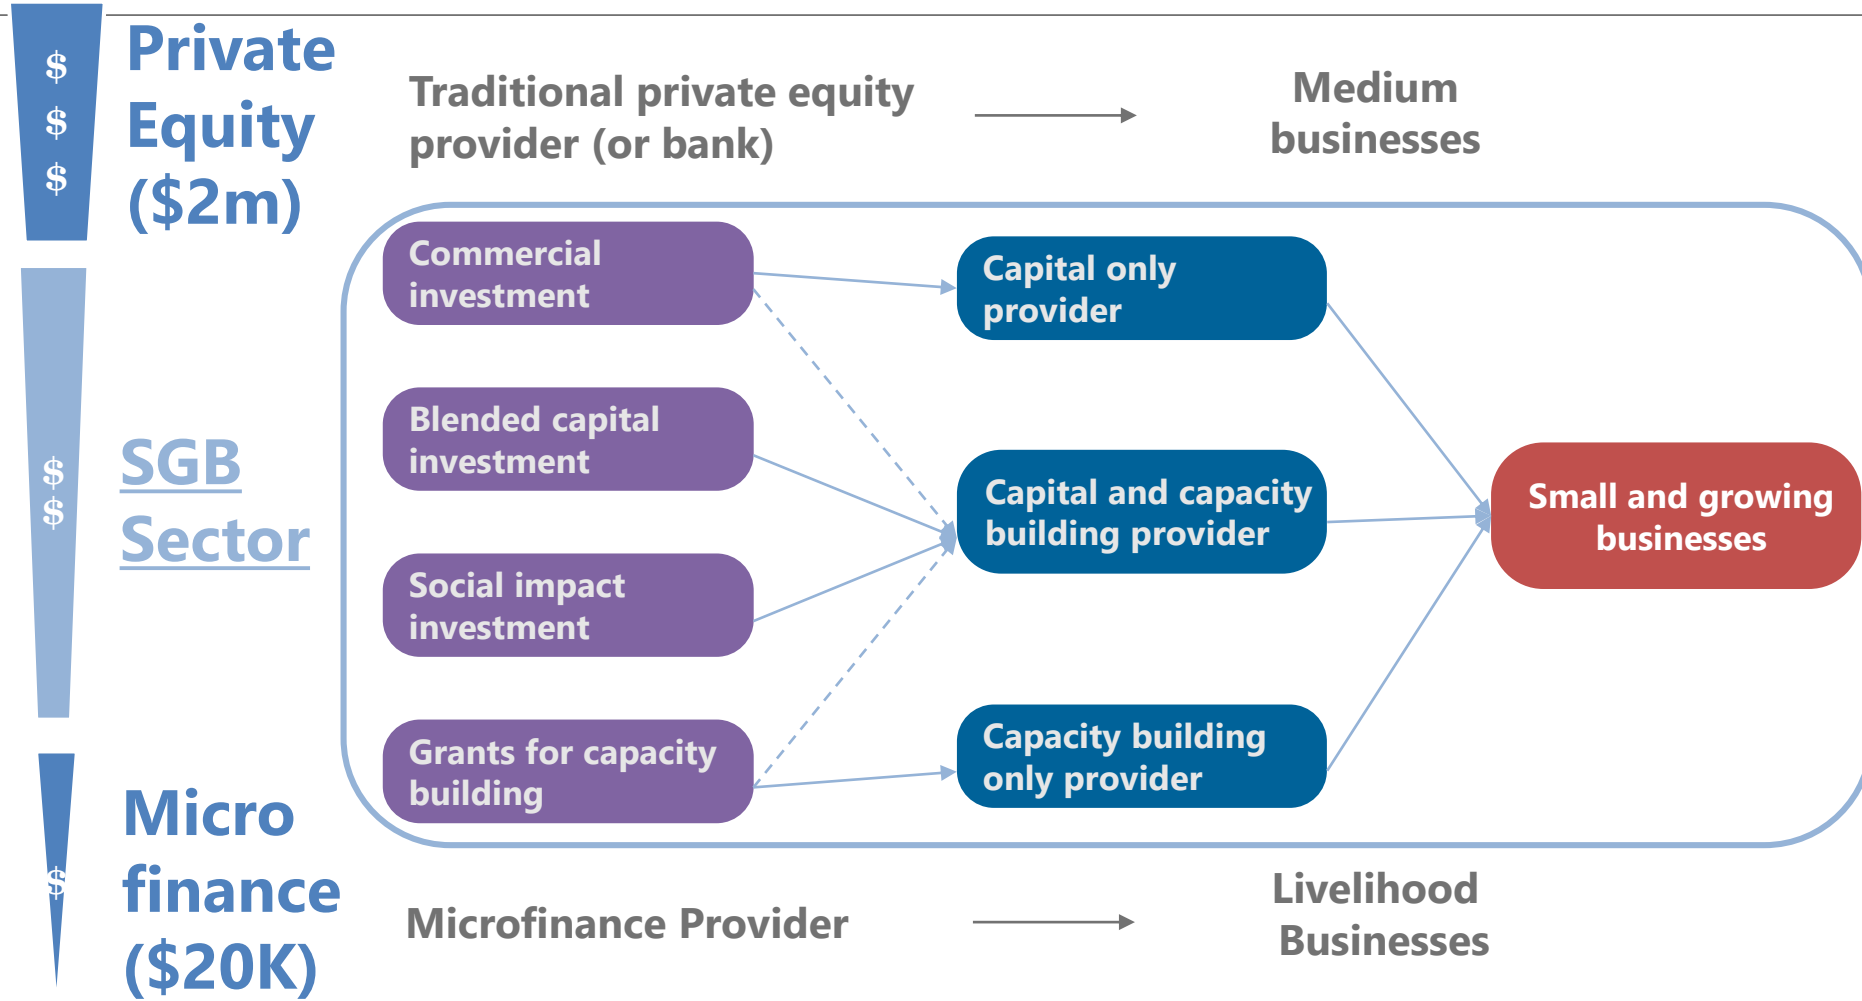 $
$
$
Private
Equity
($2m)
Traditional private equity
provider (or bank)
Medium
businesses
Commercial
investment
Capital only
provider
Blended capital
investment
$
$
SGB
Sector
Capital and capacity
building provider
Small and growing
businesses
Social impact
investment
Grants for capacity
building
Capacity building
only provider
$
Micro
finance
($20K)
Microfinance Provider
Livelihood
Businesses